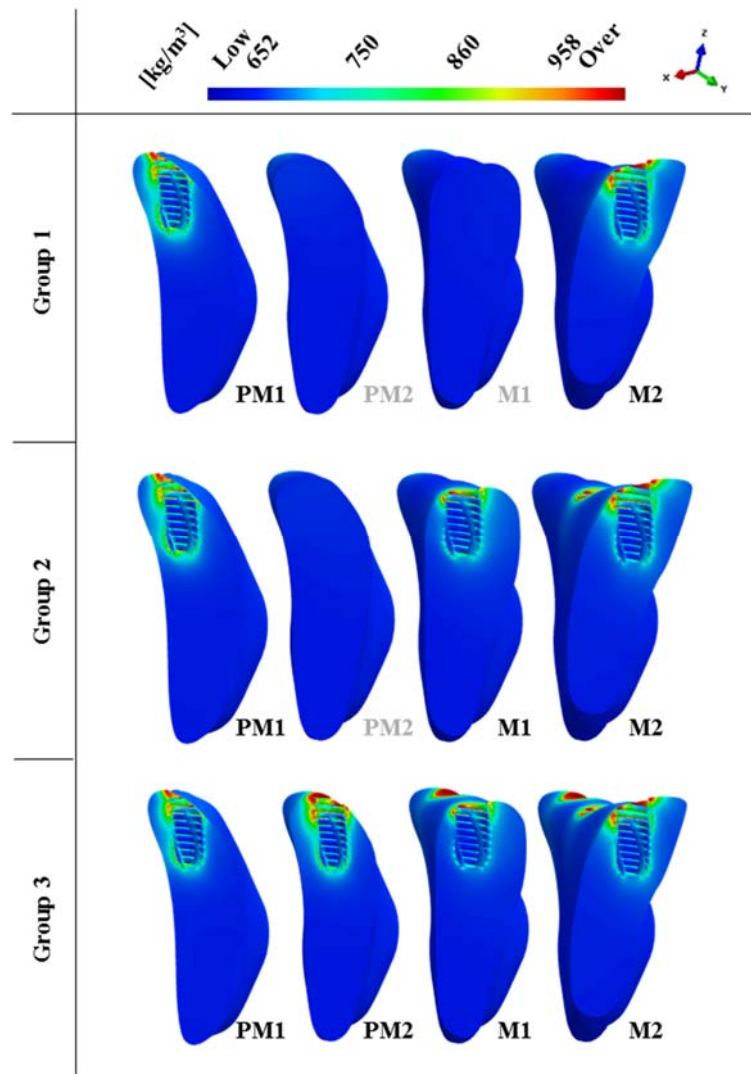 [kg/m³] Low 652 750 860 958 Over
Z
X
Y
Group 1
PM1 PM2 M1 M2
Group 2
PM1 PM2 M1 M2
Group 3
PM1 PM2 M1 M2